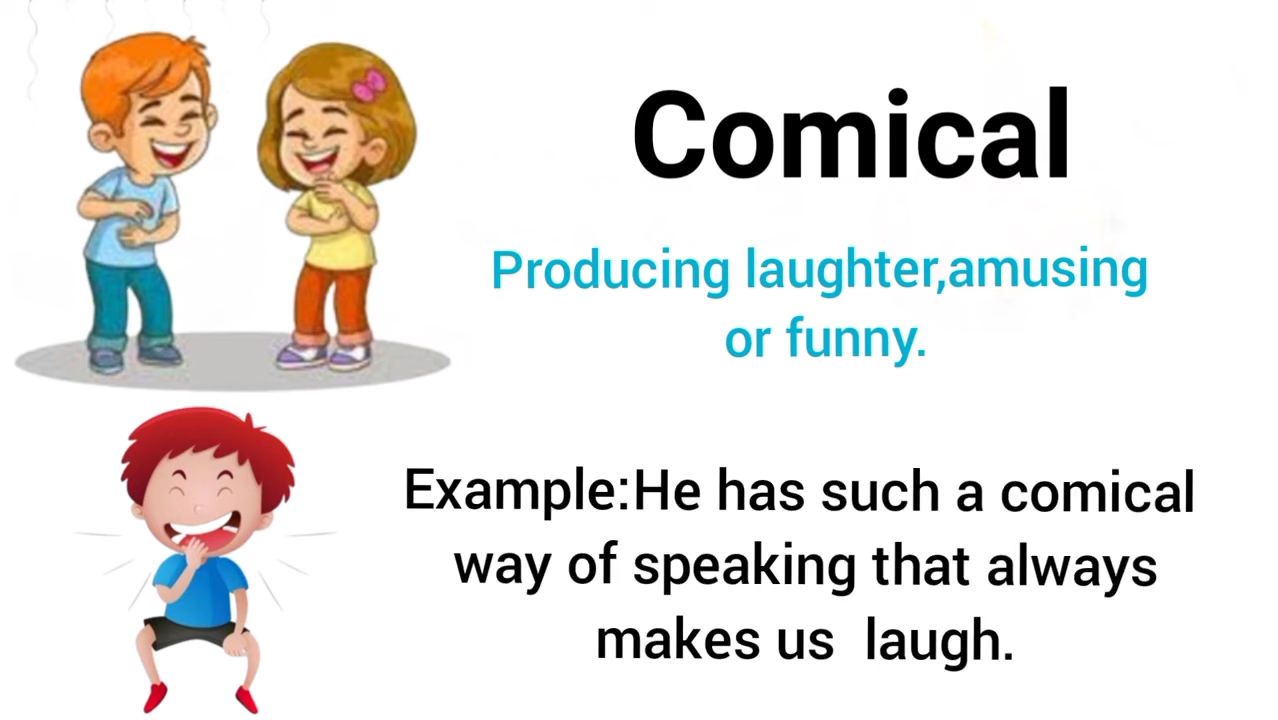 Comical
Producing laughter,amusing
or funny.
Example:He has such a comical
way of speaking that always
makes us laugh.